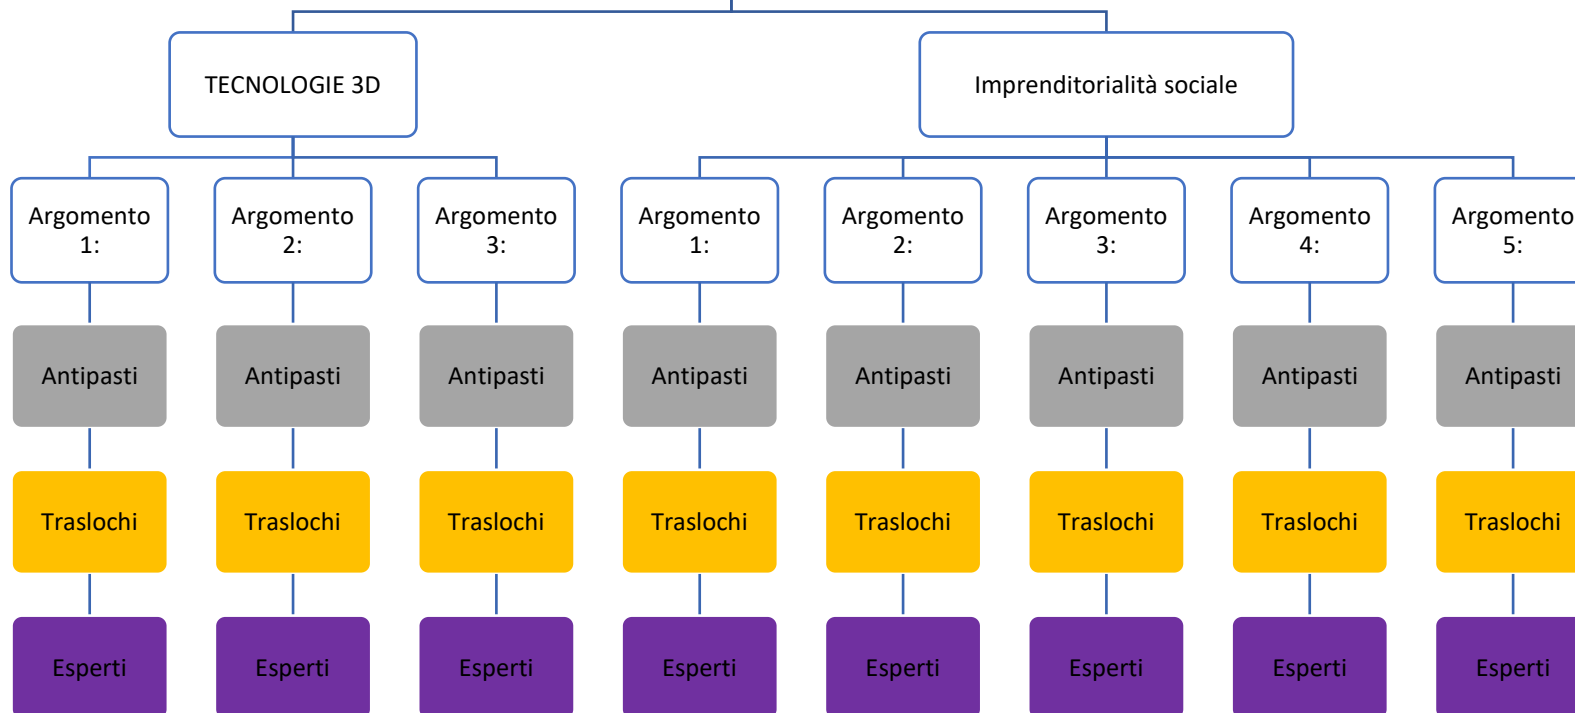 TECNOLOGIE 3D
Imprenditorialità sociale
Argomento
1:
Argomento
2:
Argomento
3:
Argomento
1:
Argomento
2:
Argomento
3:
Argomento
4:
Argomento
5:
Antipasti
Antipasti
Antipasti
Antipasti
Antipasti
Antipasti
Antipasti
Antipasti
Traslochi
Traslochi
Traslochi
Traslochi
Traslochi
Traslochi
Traslochi
Traslochi
Esperti
Esperti
Esperti
Esperti
Esperti
Esperti
Esperti
Esperti